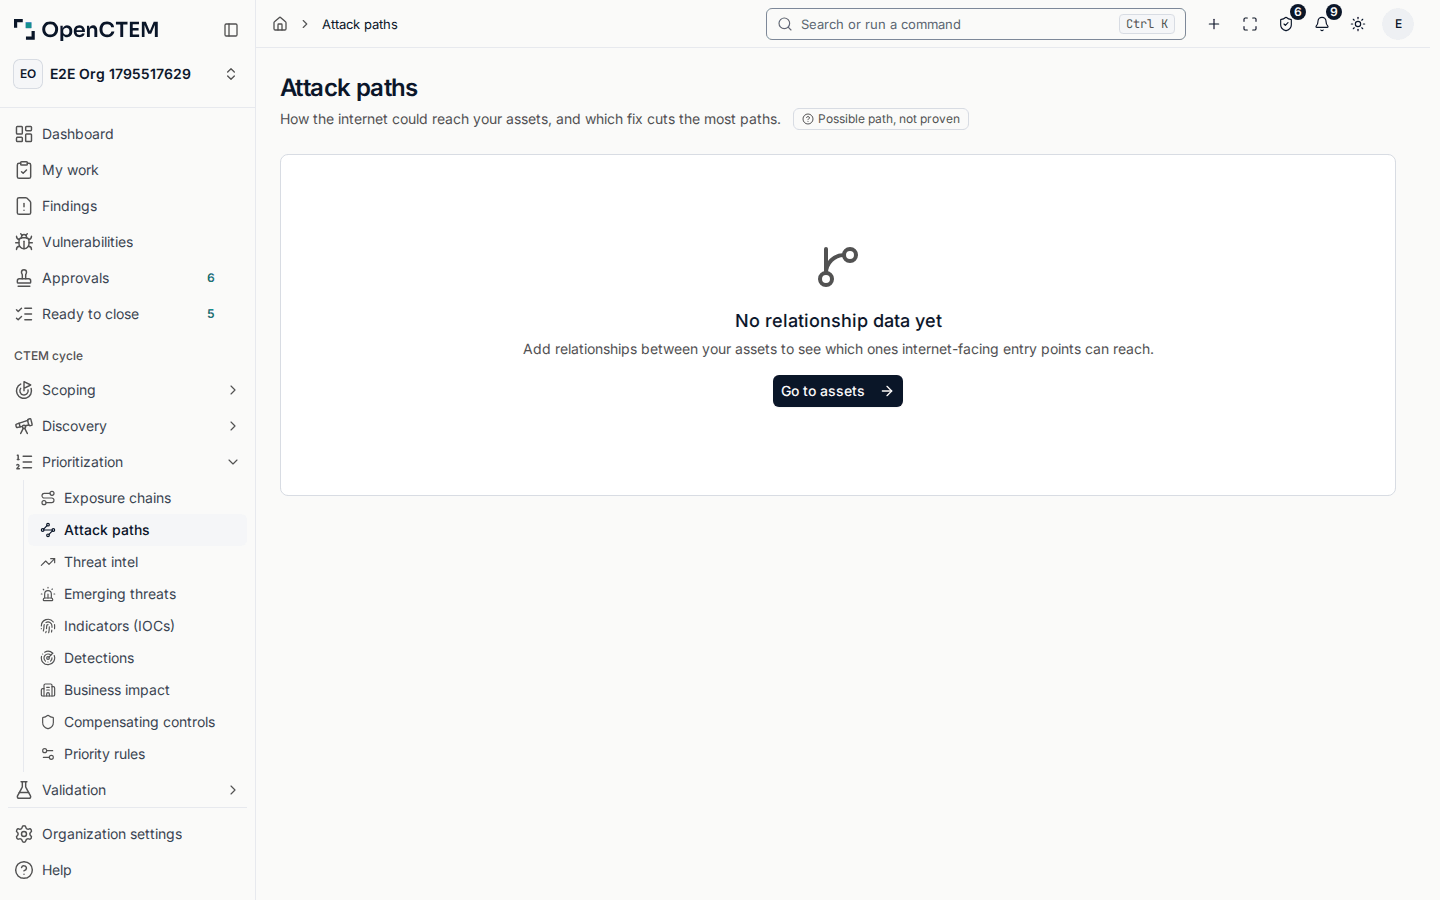 OpenCTEM
EO E2E Org 1795517629
Dashboard
My work
Findings
Vulnerabilities
Approvals 6
Ready to close 5
CTEM cycle
Scoping
Discovery
Prioritization
Exposure chains
Attack paths
Threat intel
Emerging threats
Indicators (IOCs)
Detections
Business impact
Compensating controls
Priority rules
Validation
Organization settings
Help
Attack paths
Search or run a command Ctrl K
6
9
E
Attack paths
How the internet could reach your assets, and which fix cuts the most paths. Possible path, not proven
No relationship data yet
Add relationships between your assets to see which ones internet-facing entry points can reach.
Go to assets